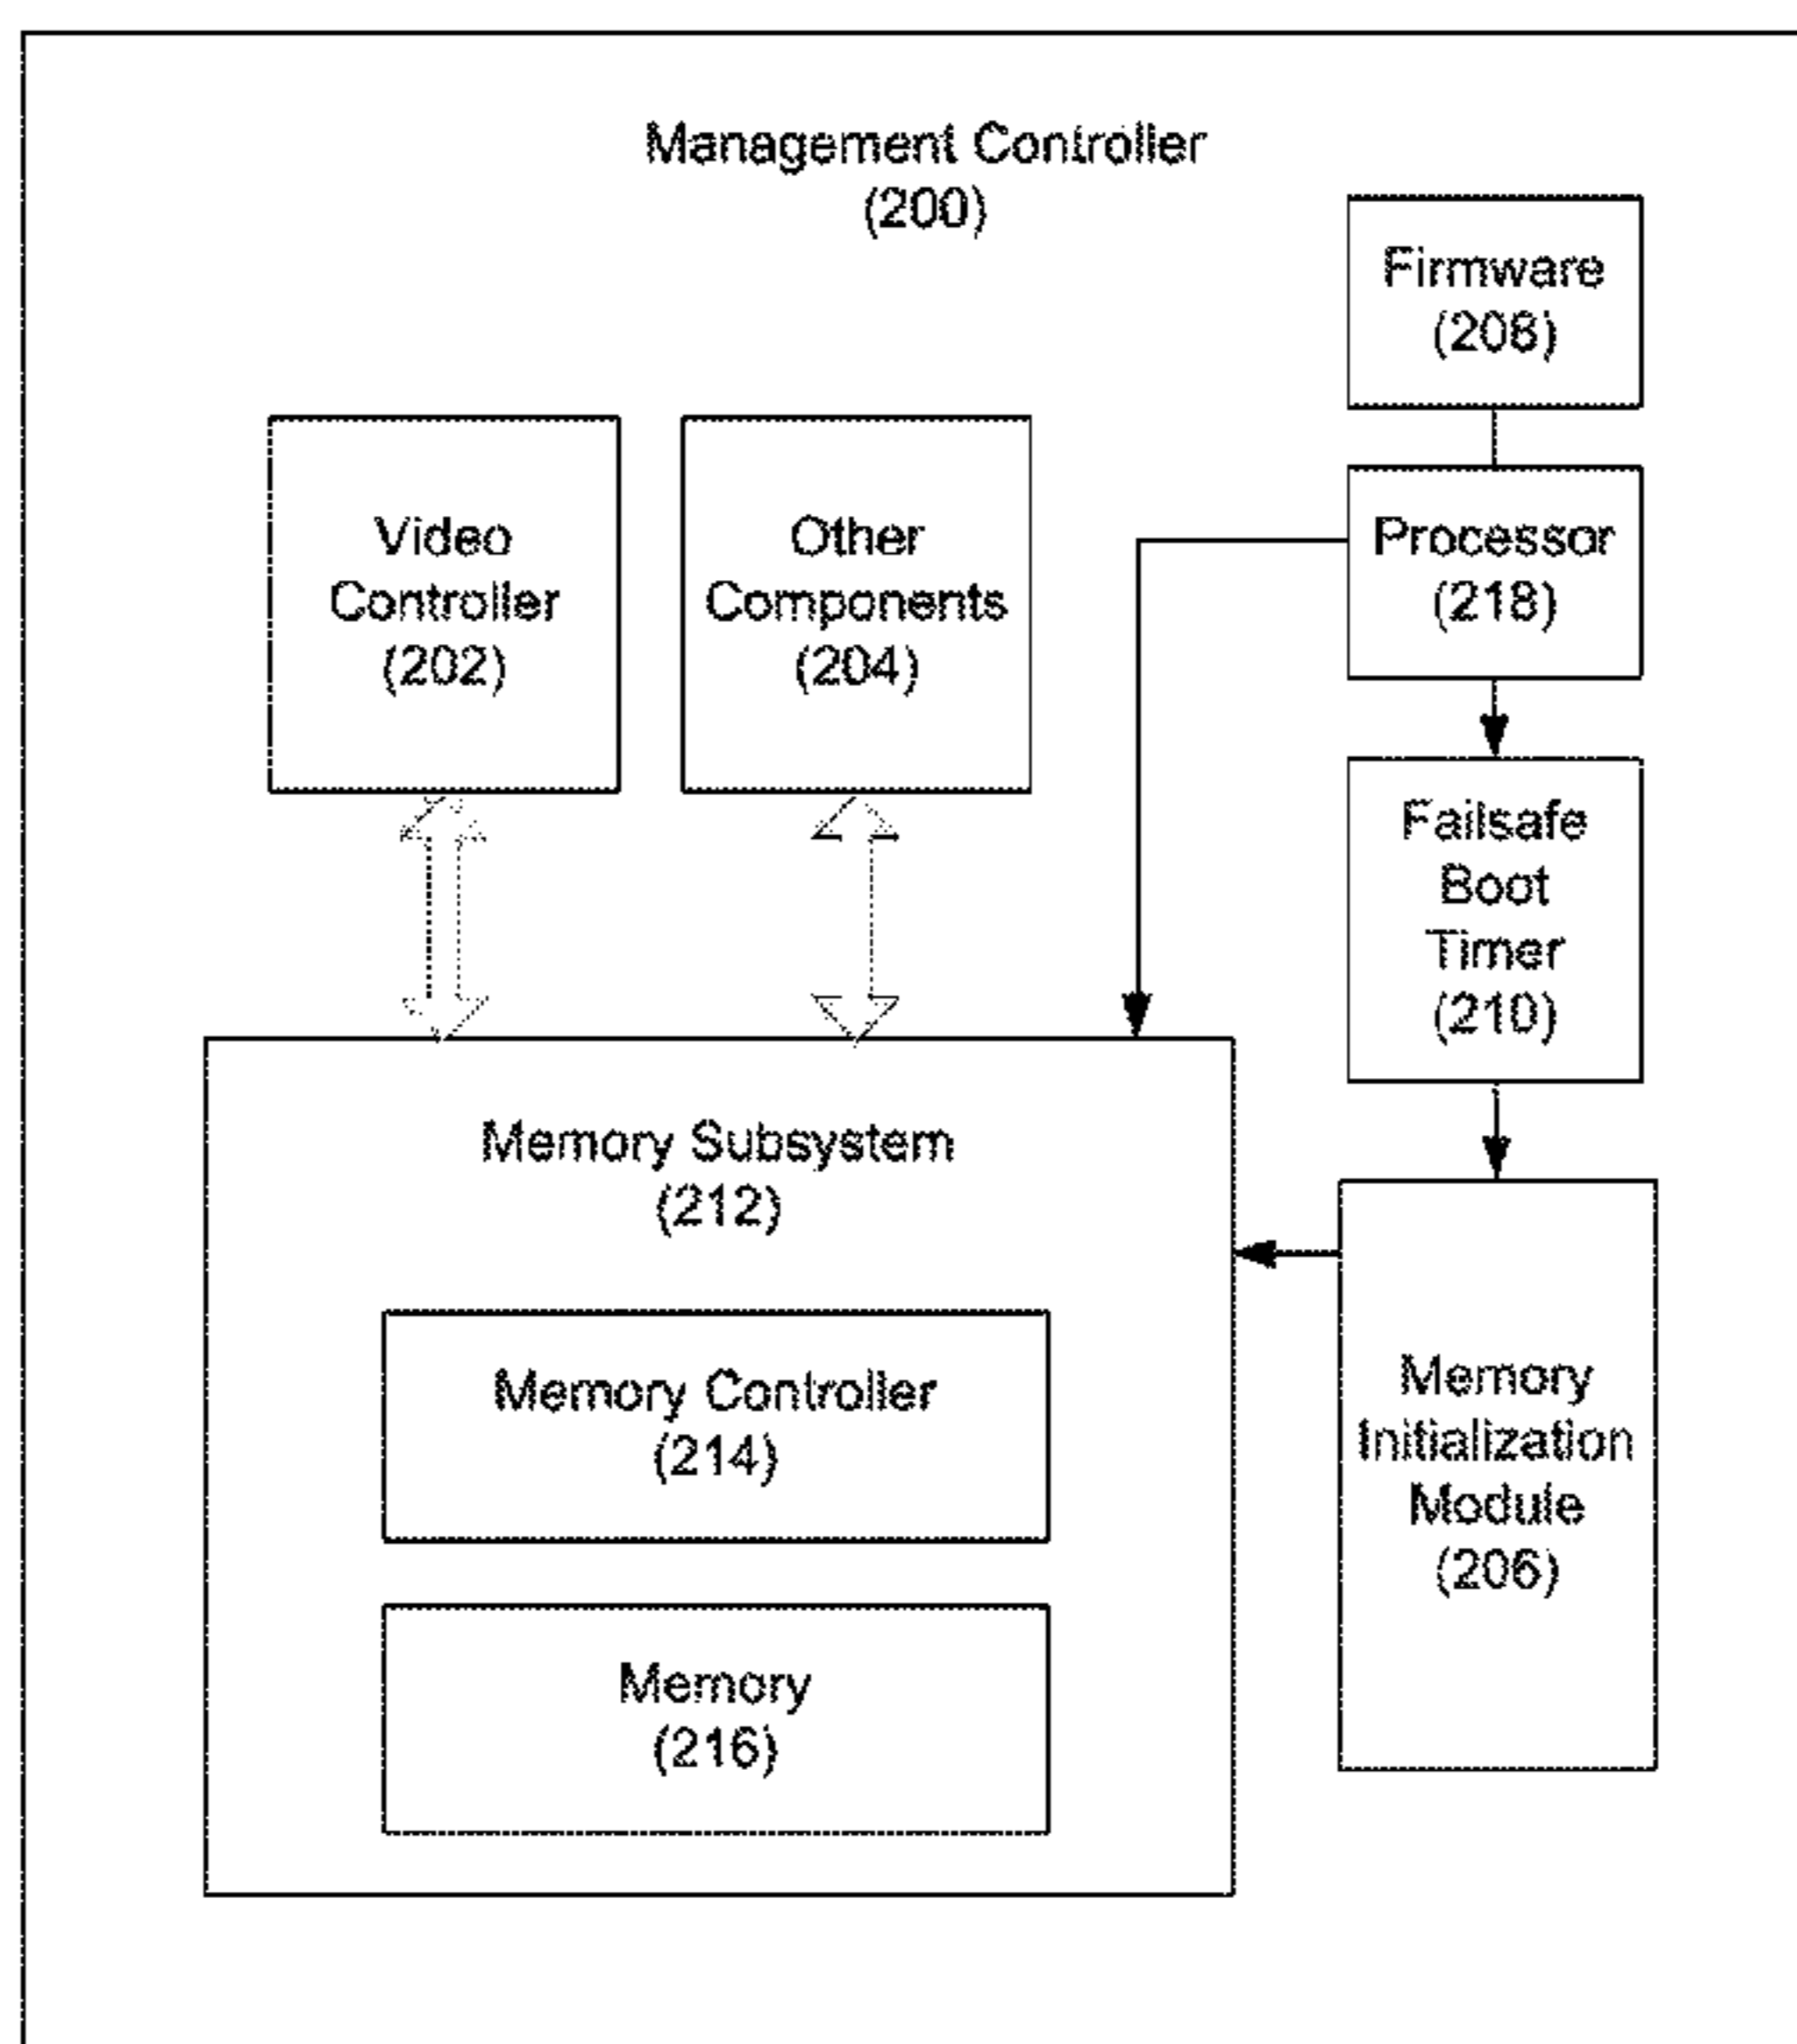 Management Controller
(200)
Firmware
(208)
Video
Controller
(202)
Other
Components
(204)
Processor
(218)
Failsafe
Boot
Timer
(210)
Memory Subsystem
(212)
Memory Controller
(214)
Memory
(216)
Memory
Initialization
Module
(206)